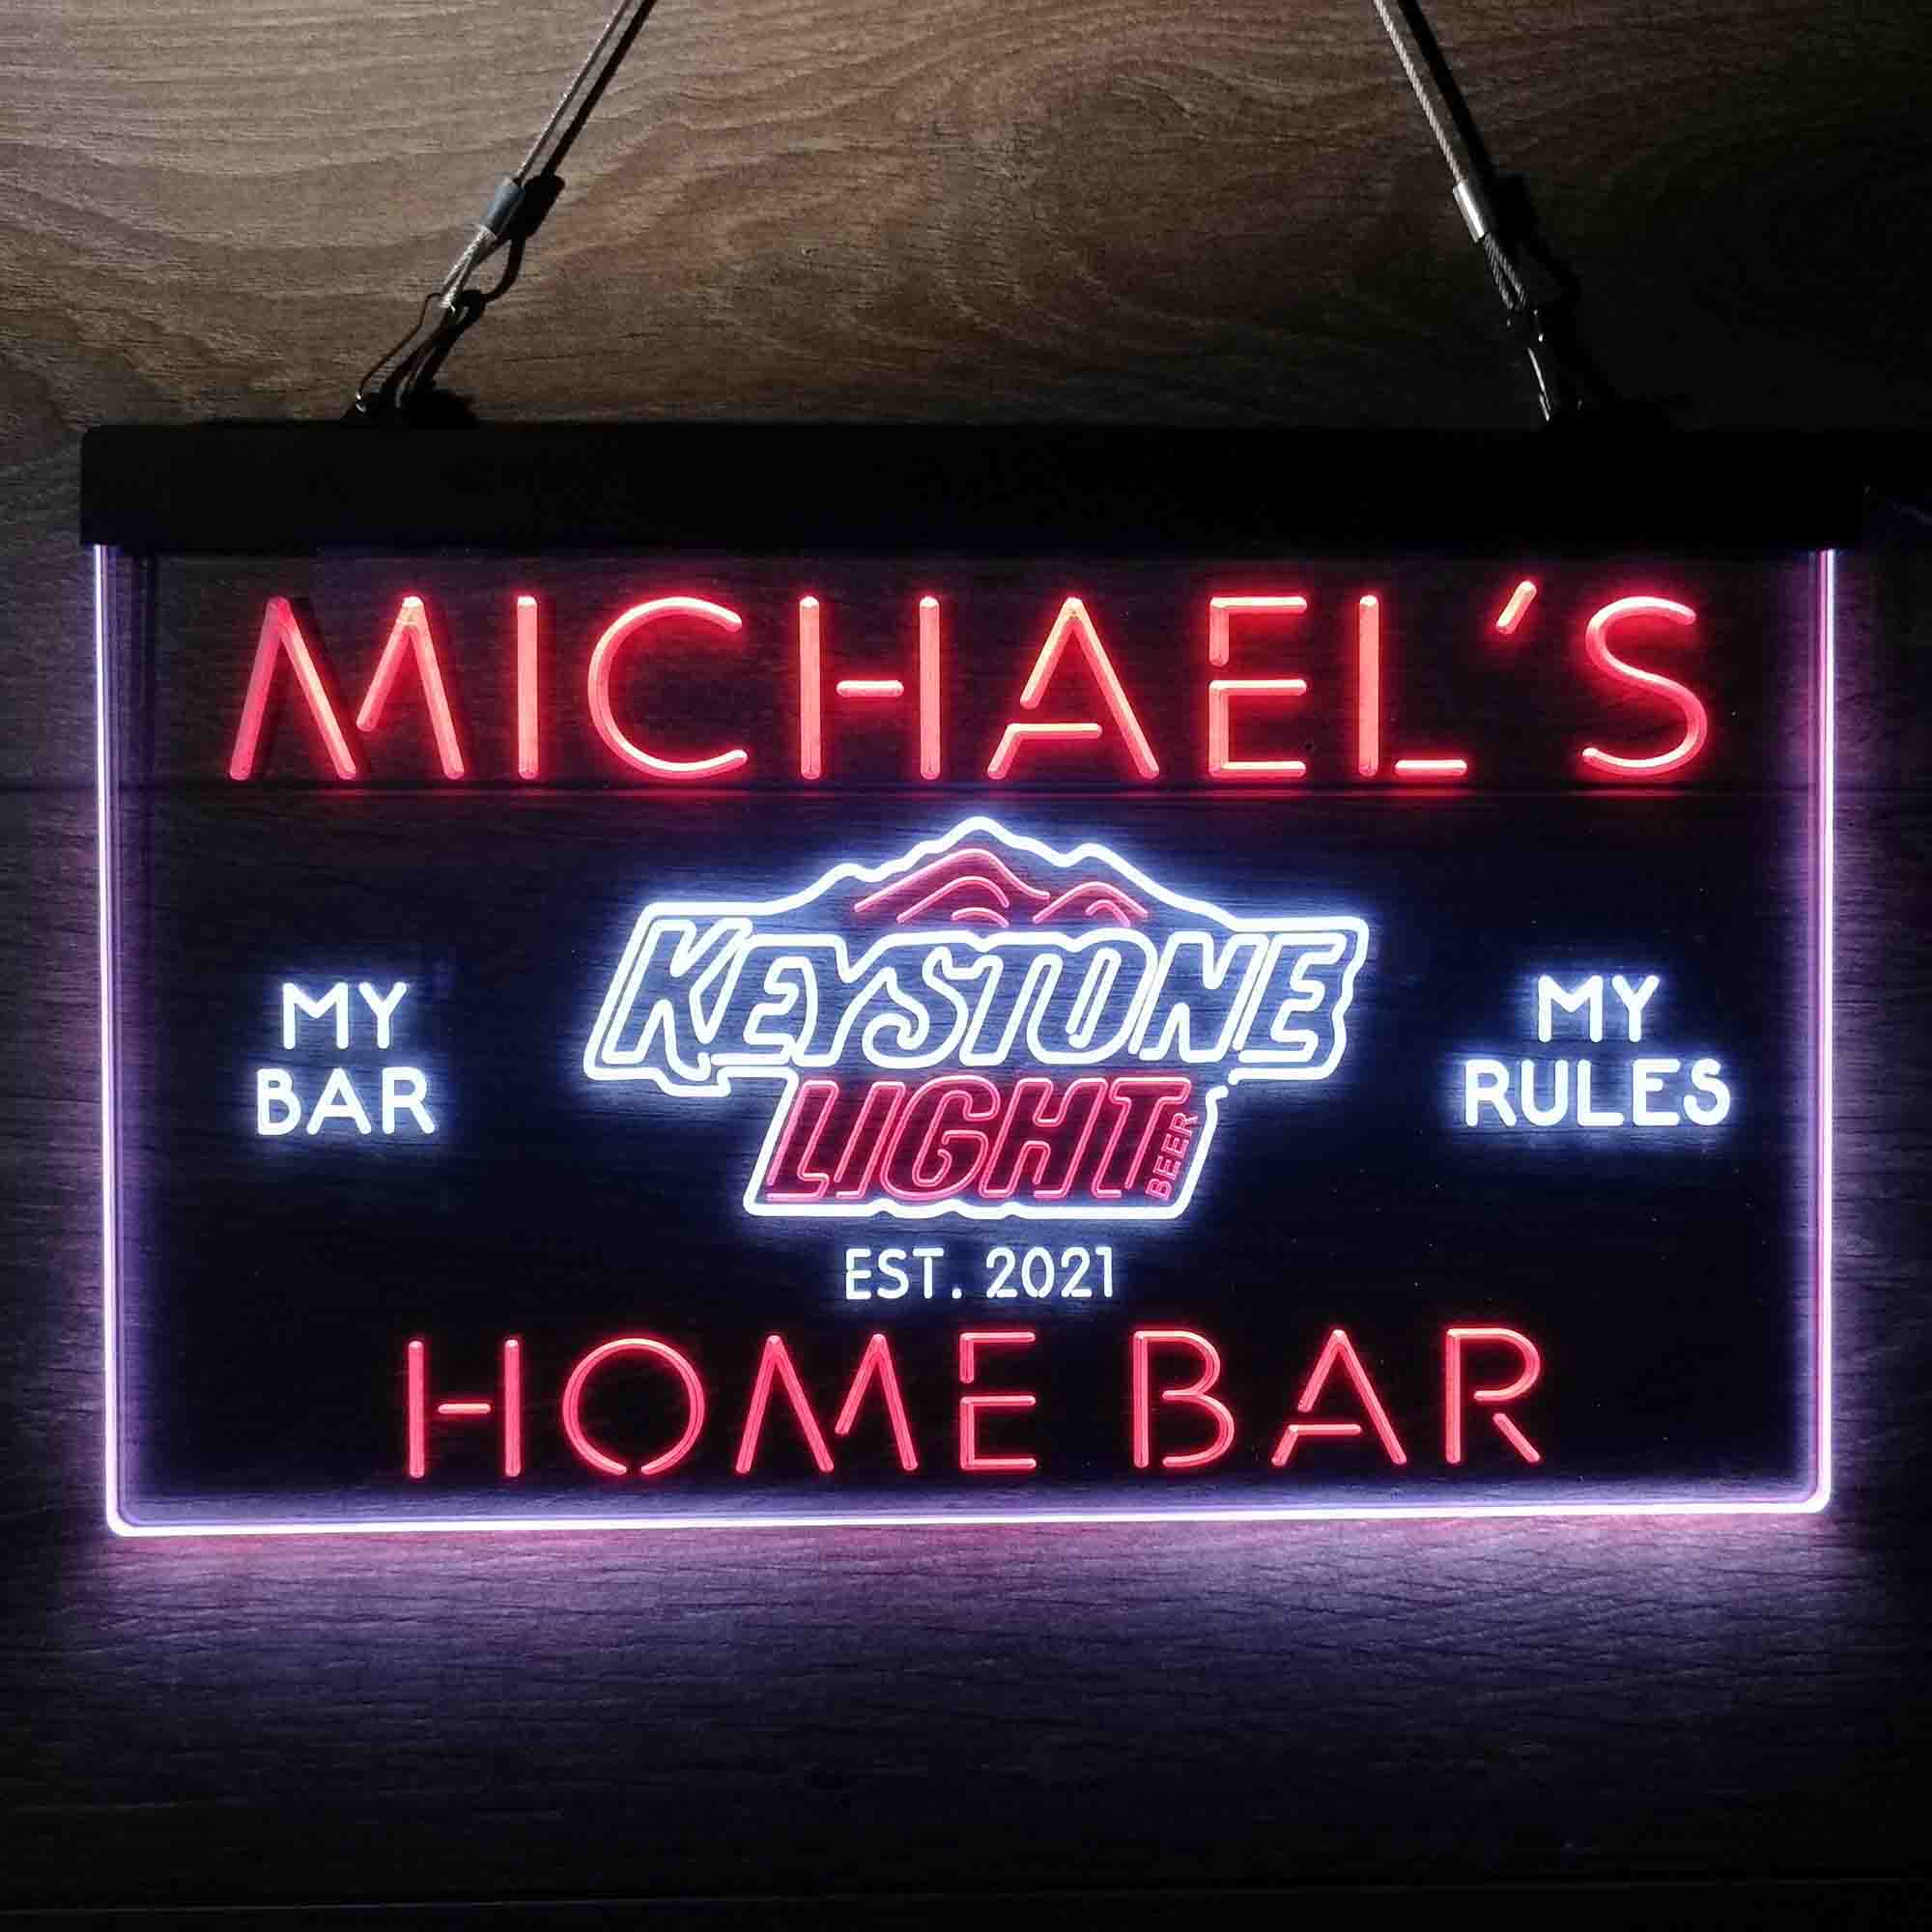 MICHAEL'S
KEYSTONE
MY
BAR
LIGHT
BEER
MY
RULES
EST. 2021
HOME BAR